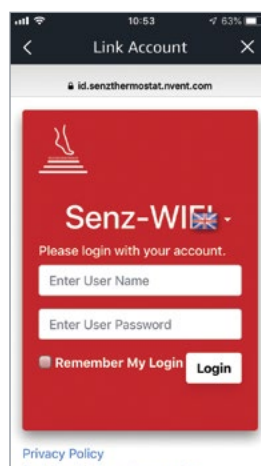 10:53
63%
Link Account
id.senzthermostat.nvent.com
Senz-WIFI
Please login with your account.
Enter User Name
Enter User Password
Remember My Login
Login
Privacy Policy